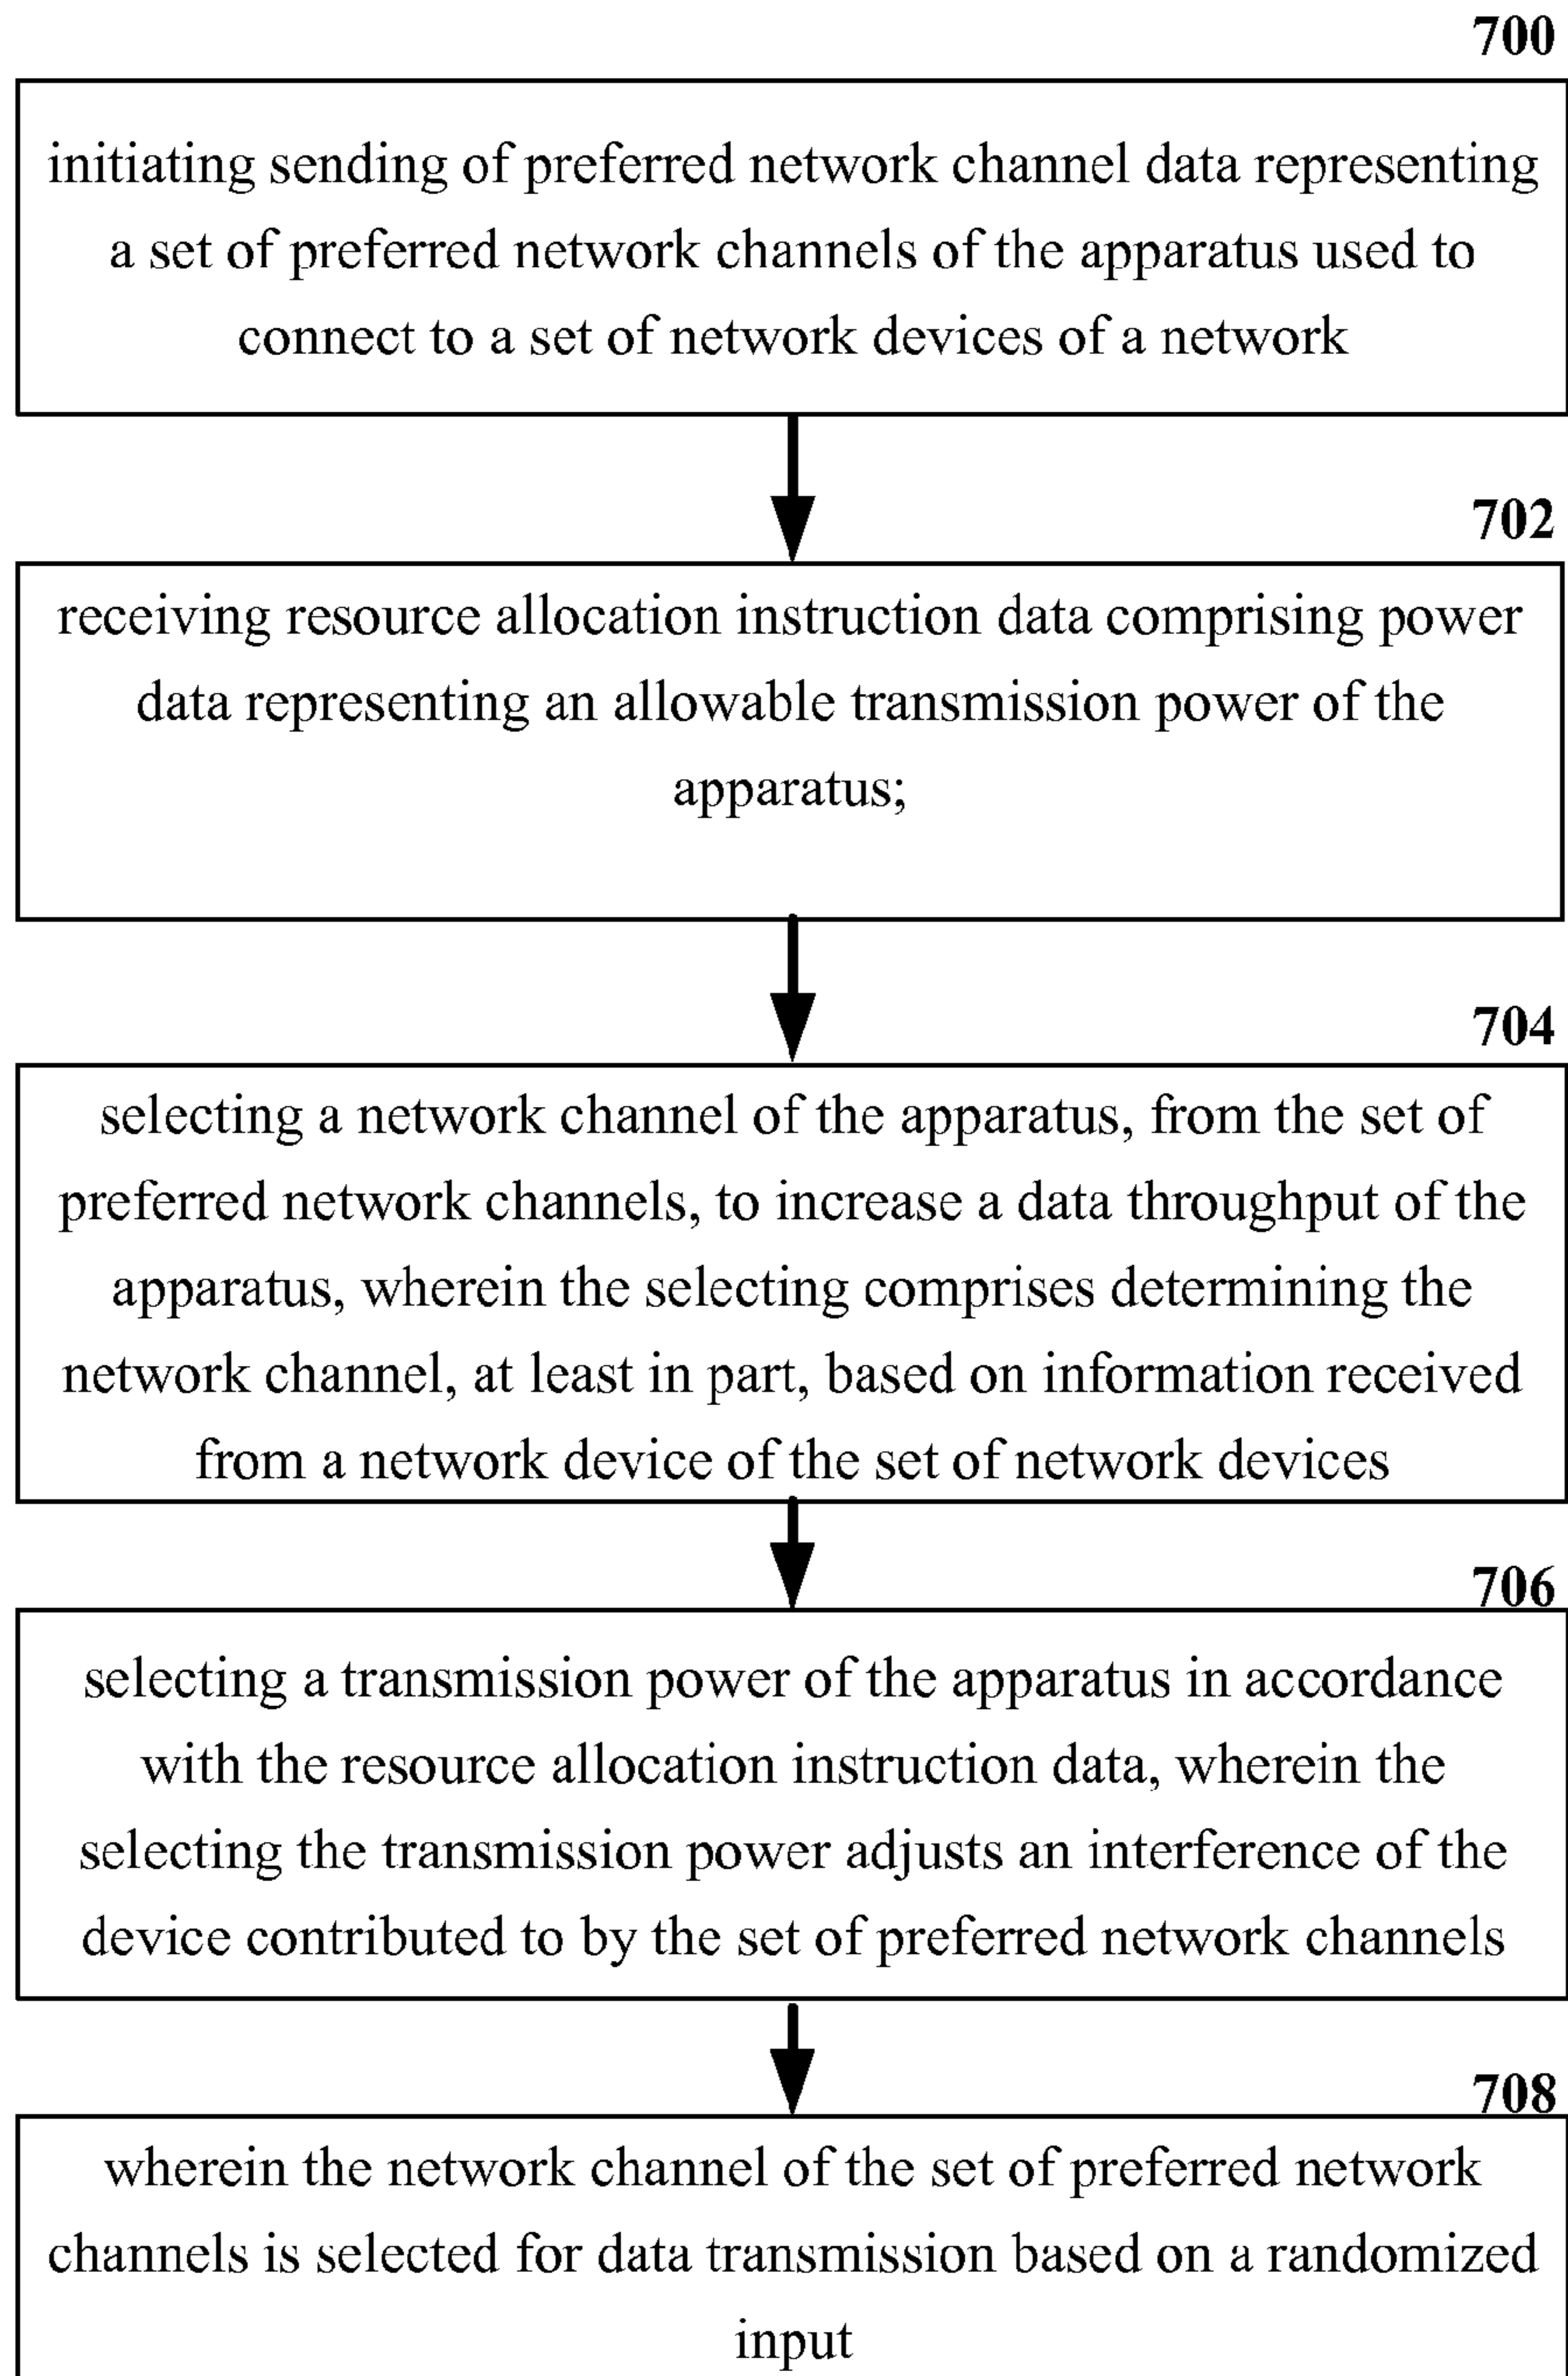 700
initiating sending of preferred network channel data representing
a set of preferred network channels of the apparatus used to
connect to a set of network devices of a network
702
receiving resource allocation instruction data comprising power
data representing an allowable transmission power of the
apparatus;
704
selecting a network channel of the apparatus, from the set of
preferred network channels, to increase a data throughput of the
apparatus, wherein the selecting comprises determining the
network channel, at least in part, based on information received
from a network device of the set of network devices
706
selecting a transmission power of the apparatus in accordance
with the resource allocation instruction data, wherein the
selecting the transmission power adjusts an interference of the
device contributed to by the set of preferred network channels
708
wherein the network channel of the set of preferred network
channels is selected for data transmission based on a randomized
input